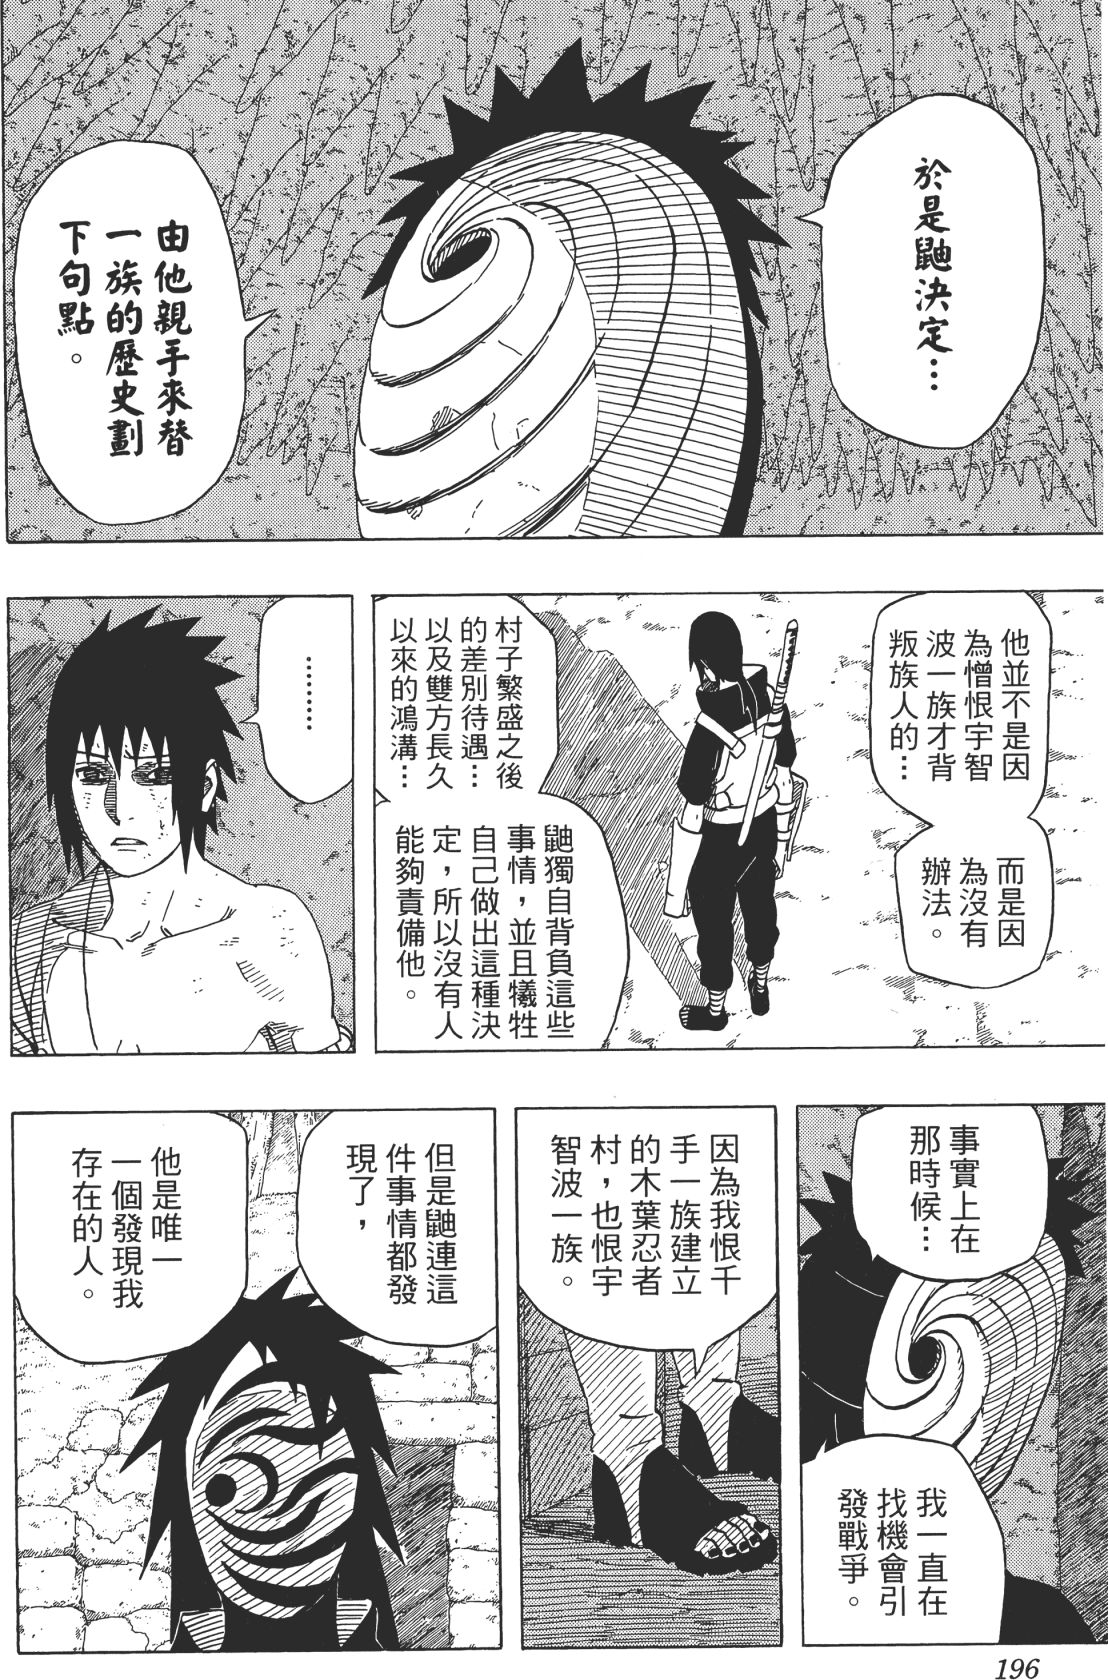 於是鼬決定…
由他親手來替
一族的歷史劃
下句點。
他並不是因
為憎恨宇智
波一族才背
叛族人的…
而是因
為沒有
辦法。
村子繁盛之後
的差別待遇…
以及雙方長久
以來的鴻溝…
鼬獨自背負這些
事情，並且犧牲
自己做出這種決
定，所以沒有人
能夠責備他。
………
事實上在
那時候…
我一直在
找機會引
發戰爭。
因為我恨千
手一族建立
的木葉忍者
村，也恨宇
智波一族。
但是鼬連這
件事情都發
現了，
他是唯一
一個發現我
存在的人。
196